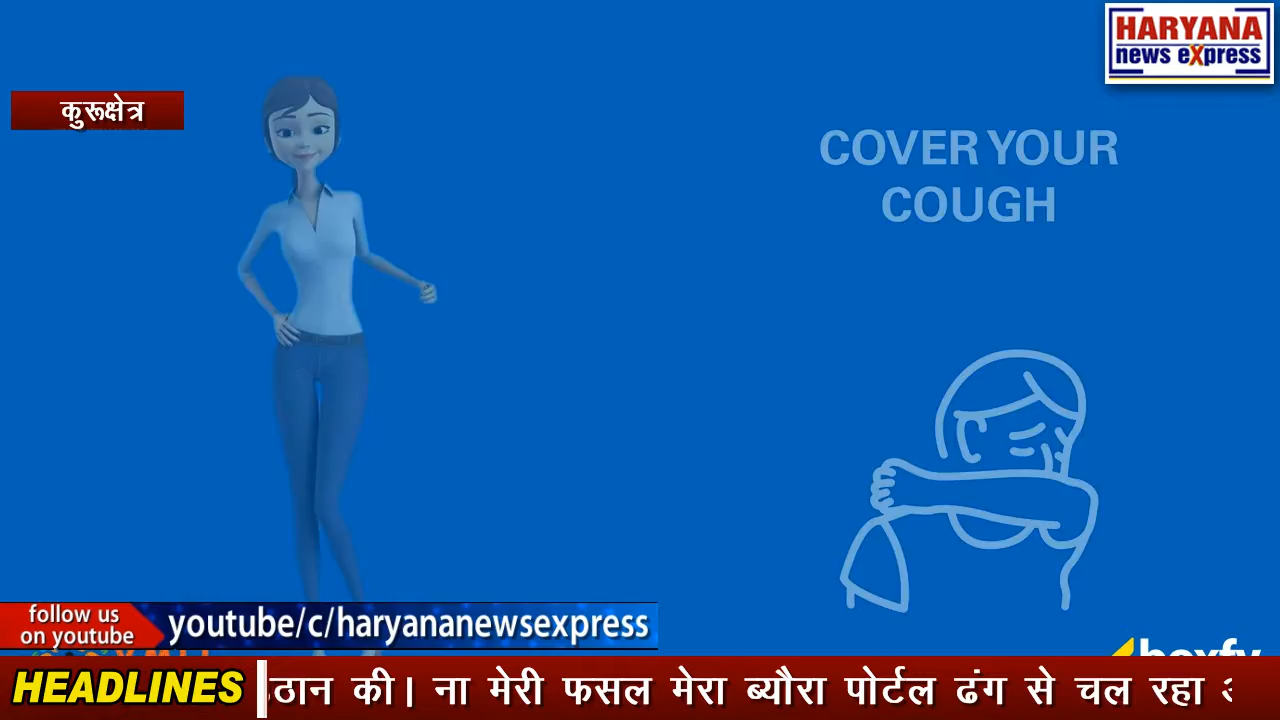 HARYANA
news eXpress
कुरूक्षेत्र
COVER YOUR
COUGH
follow us
on youtube
youtube/c/haryananewsexpress
HEADLINES
की। ना मेरी फसल मेरा ब्यौरा पोर्टल ढंग से चल रहा